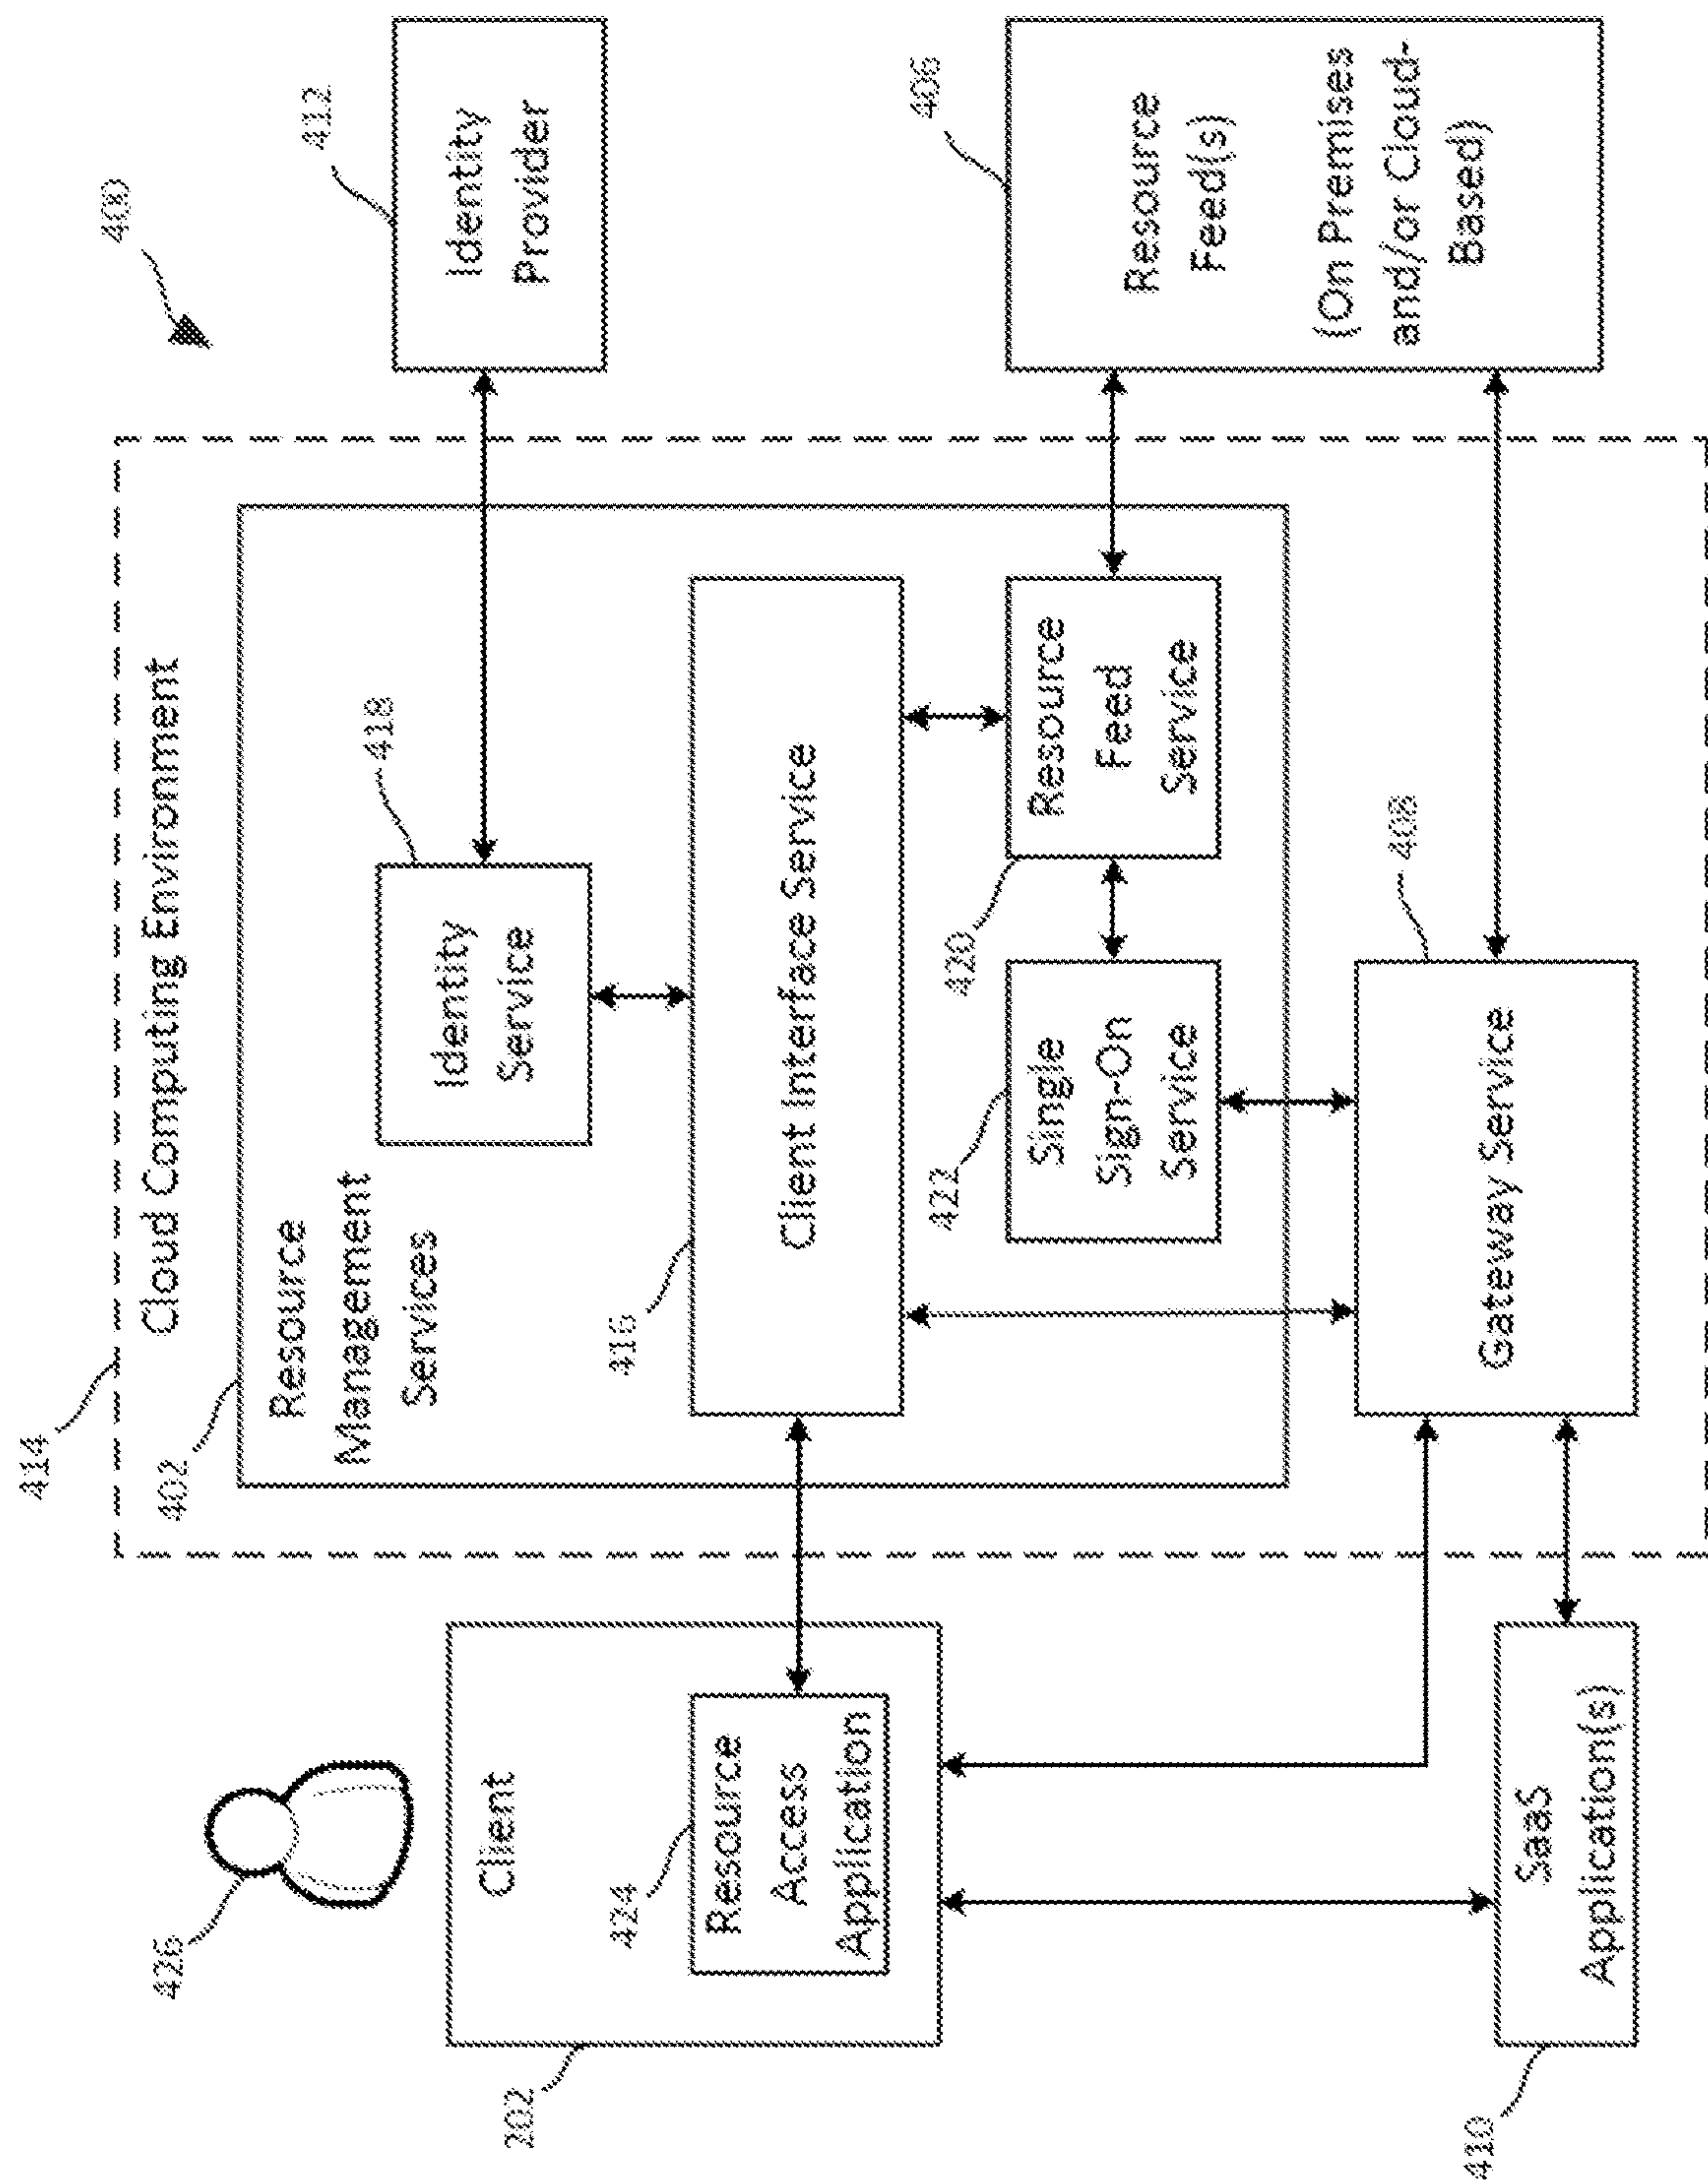 400
414
Cloud Computing Environment
402
Resource
Management
Services
426
Client
202
424
Resource
Access
Application
418
Identity
Service
412
Identity
Provider
416
Client Interface Service
422
Single
Sign-On
Service
420
Resource
Feed
Service
406
Resource
Feed(s)
(On Premises
and/or Cloud-
Based)
408
Gateway Service
410
SaaS
Application(s)